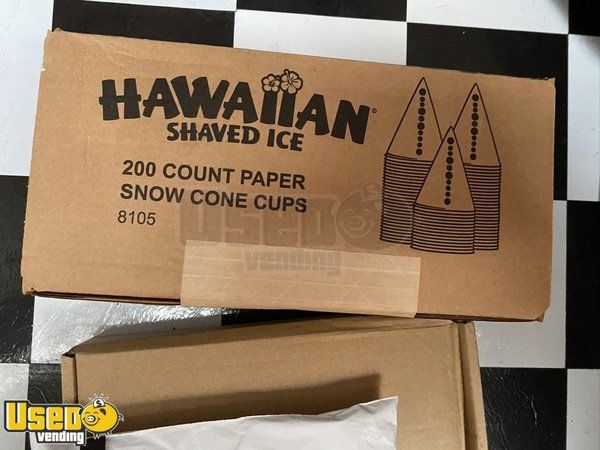 HAWAIIAN®
SHAVED ICE
200 COUNT PAPER
SNOW CONE CUPS
8105
USED
vending
USED
vending